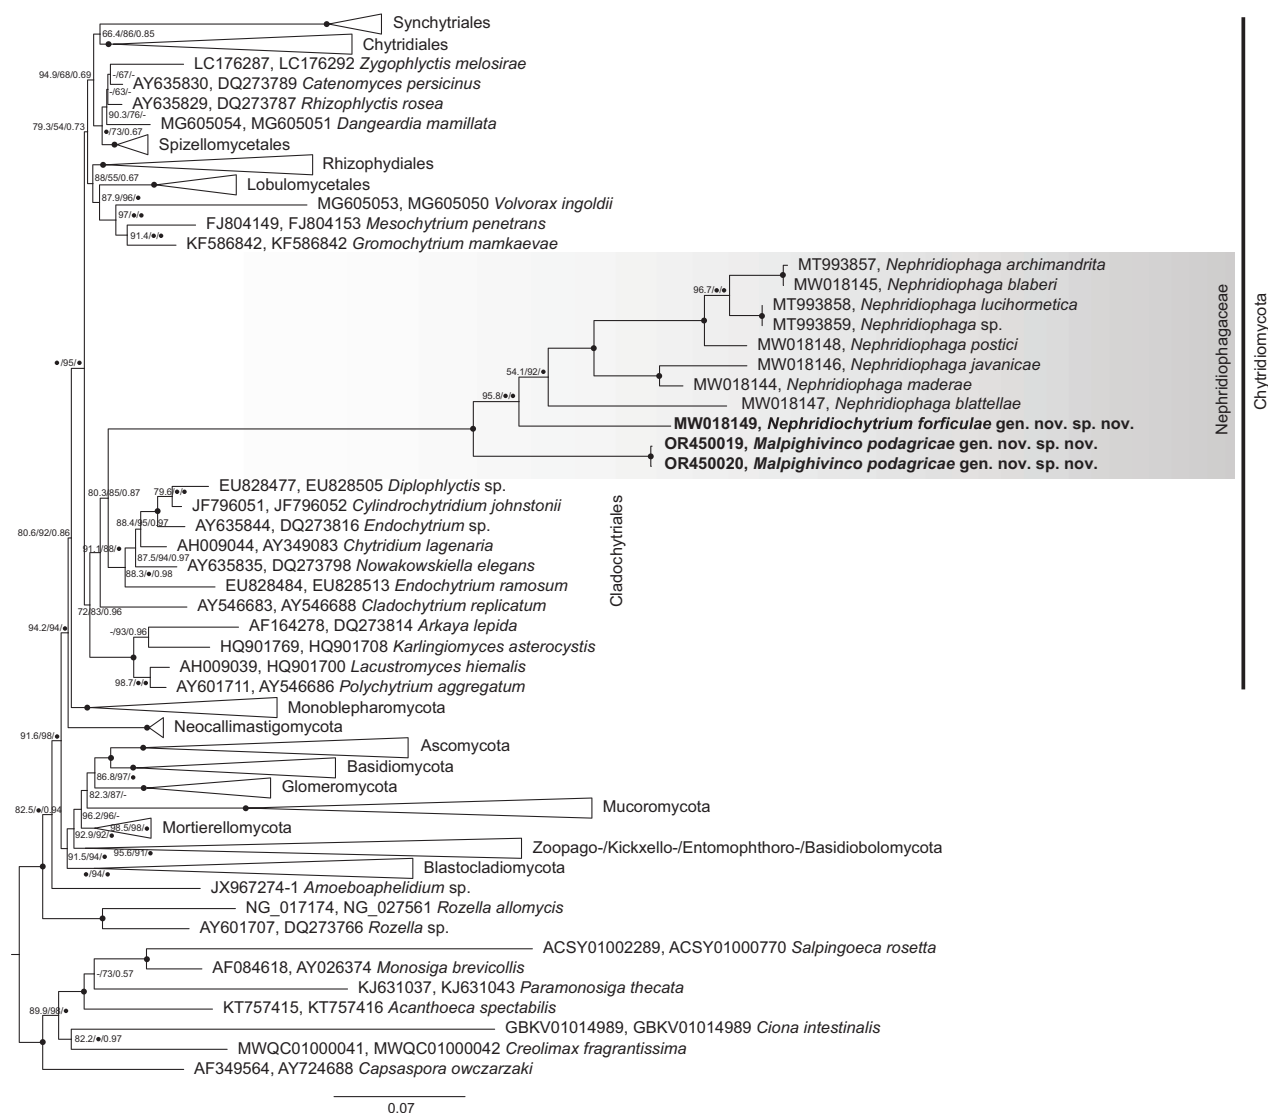 Synchytriales
66.4/86/0.85
Chytridiales
LC176287, LC176292 Zygophlyctis melosirae
94.9/68/0.69
-/67/-
AY635830, DQ273789 Catenomyces persicinus
-/63/-
AY635829, DQ273787 Rhizophlyctis rosea
90.3/76/-
MG605054, MG605051 Dangeardia mamillata
79.3/54/0.73
●/73/0.67
Spizellomycetales
Rhizophydiales
88/55/0.67
Lobulomycetales
87.9/96/●
MG605053, MG605050 Volvorax ingoldii
97/●/●
FJ804149, FJ804153 Mesochytrium penetrans
91.4/●/●
KF586842, KF586842 Gromochytrium mamkaevae
MT993857, Nephridiophaga archimandrita
MW018145, Nephridiophaga blaberi
96.7/●/●
MT993858, Nephridiophaga lucihormetica
MT993859, Nephridiophaga sp.
MW018148, Nephridiophaga postici
●/95/●
MW018146, Nephridiophaga javanicae
54.1/92/●
MW018144, Nephridiophaga maderae
95.8/●/●
MW018147, Nephridiophaga blattellae
MW018149, Nephridiochytrium forficulae gen. nov. sp. nov.
OR450019, Malpighivinco podagricae gen. nov. sp. nov.
OR450020, Malpighivinco podagricae gen. nov. sp. nov.
Nephridiophagaceae
Chytridiomycota
EU828477, EU828505 Diplophlyctis sp.
80.3/85/0.87
79.6/●/●
JF796051, JF796052 Cylindrochytridium johnstonii
88.4/95/0.97
AY635844, DQ273816 Endochytrium sp.
80.6/92/0.86
AH009044, AY349083 Chytridium lagenaria
91.1/88/●
87.5/94/0.97
AY635835, DQ273798 Nowakowskiella elegans
88.3/●/0.98
EU828484, EU828513 Endochytrium ramosum
AY546683, AY546688 Cladochytrium replicatum
72/83/0.96
Cladochytriales
AF164278, DQ273814 Arkaya lepida
94.2/94/●
-/93/0.96
HQ901769, HQ901708 Karlingiomyces asterocystis
AH009039, HQ901700 Lacustromyces hiemalis
98.7/●/●
AY601711, AY546686 Polychytrium aggregatum
Monoblepharomycota
Neocallimastigomycota
91.6/98/●
Ascomycota
Basidiomycota
86.8/97/●
Glomeromycota
82.3/87/-
Mucoromycota
82.5/●/0.94
96.2/96/-
Mortierellomycota
98.5/98/●
92.9/92/●
Zoopago-/Kickxello-/Entomophthoro-/Basidiobolomycota
95.6/91/●
91.5/94/●
Blastocladiomycota
●/94/●
JX967274-1 Amoeboaphelidium sp.
NG_017174, NG_027561 Rozella allomycis
AY601707, DQ273766 Rozella sp.
ACSY01002289, ACSY01000770 Salpingoeca rosetta
AF084618, AY026374 Monosiga brevicollis
-/73/0.57
KJ631037, KJ631043 Paramonosiga thecata
KT757415, KT757416 Acanthoeca spectabilis
89.9/98/●
GBKV01014989, GBKV01014989 Ciona intestinalis
82.2/●/0.97
MWQC01000041, MWQC01000042 Creolimax fragrantissima
AF349564, AY724688 Capsaspora owczarzaki
0.07